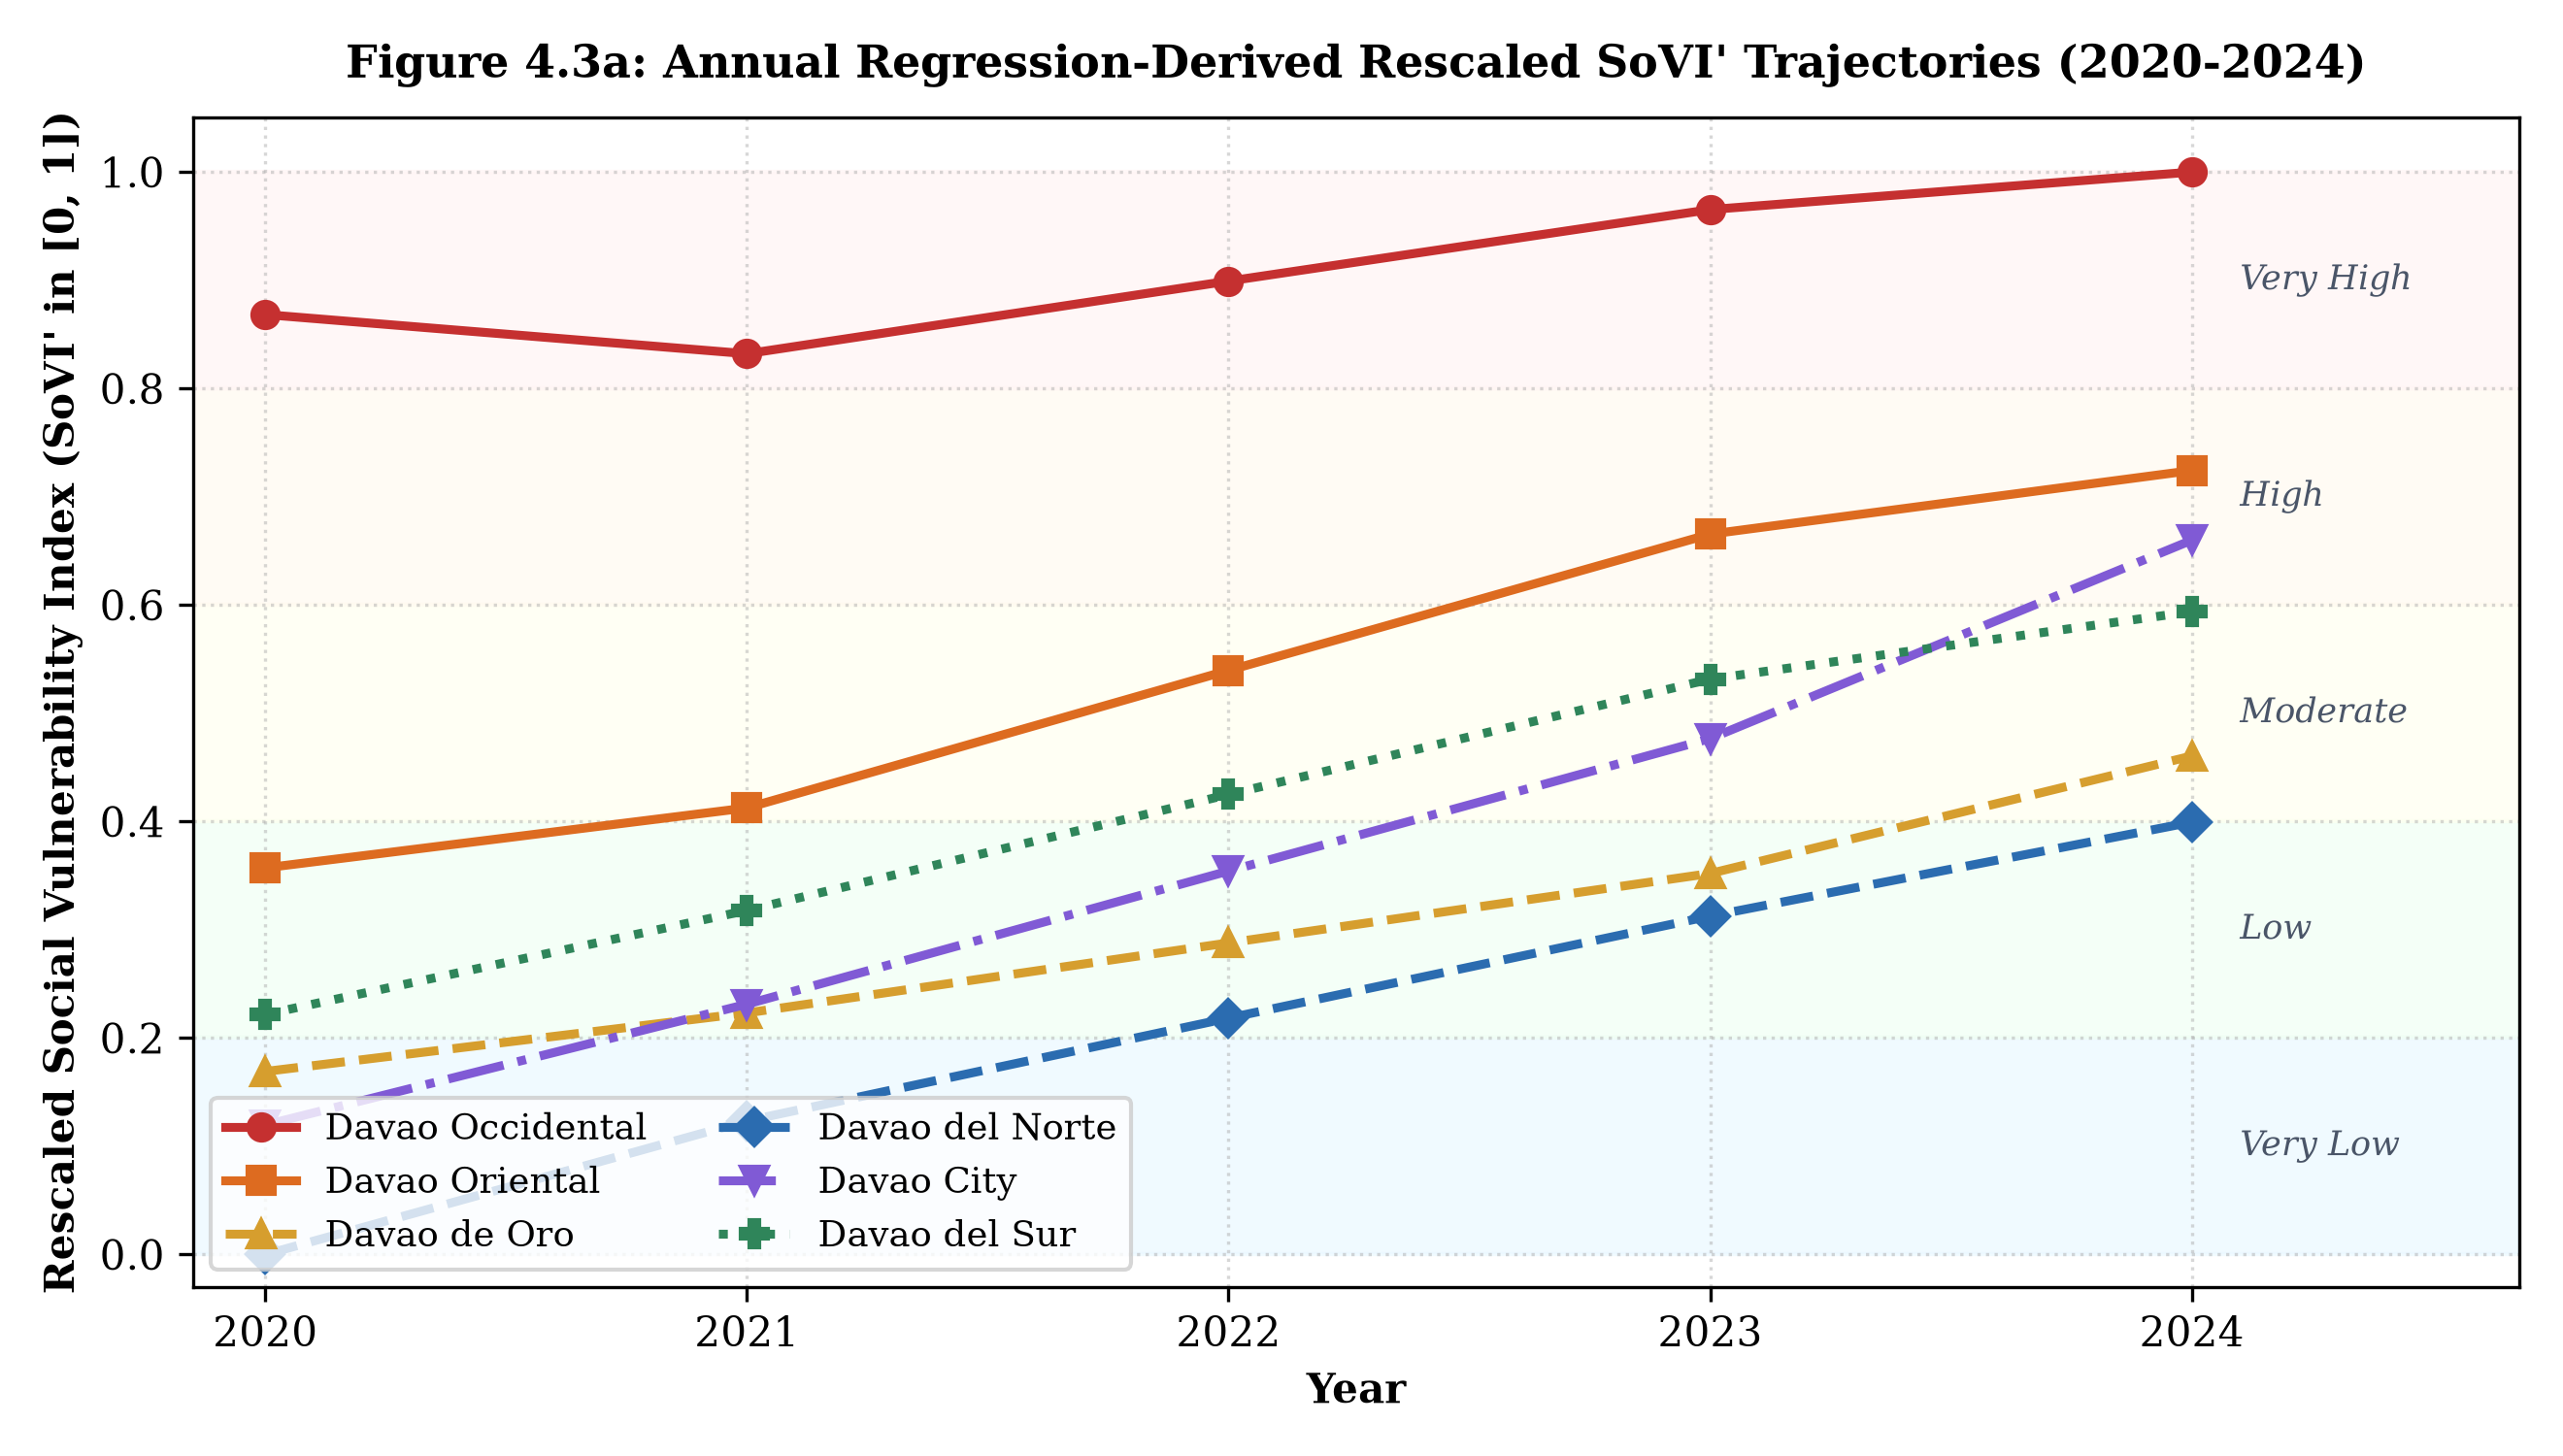 Figure 4.3a: Annual Regression-Derived Rescaled SoVI' Trajectories (2020-2024)
Rescaled Social Vulnerability Index (SoVI' in [0, 1])
1.0
0.8
0.6
0.4
0.2
0.0
Very High
High
Moderate
Low
Very Low
Davao Occidental
Davao Oriental
Davao de Oro
Davao del Norte
Davao City
Davao del Sur
2020
2021
2022
2023
2024
Year